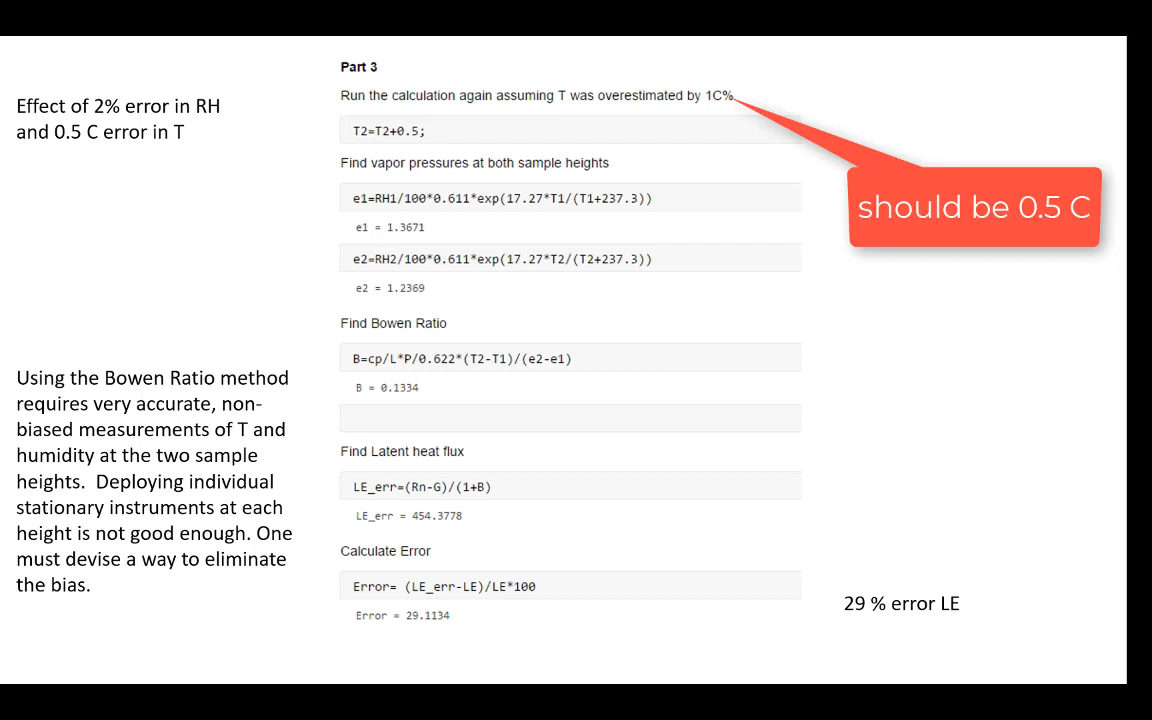 Effect of 2% error in RH
and 0.5 C error in T
Part 3
Run the calculation again assuming T was overestimated by 1C%.
T2=T2+0.5;
should be 0.5 C
Find vapor pressures at both sample heights
e1=RH1/100*0.611*exp(17.27*T1/(T1+237.3))
e1 = 1.3671
e2=RH2/100*0.611*exp(17.27*T2/(T2+237.3))
e2 = 1.2369
Find Bowen Ratio
B=cp/L*P/0.622*(T2-T1)/(e2-e1)
B = 0.1334
Find Latent heat flux
LE_err=(Rn-G)/(1+B)
LE_err = 454.3778
Calculate Error
Error= (LE_err-LE)/LE*100
Error = 29.1134
Using the Bowen Ratio method
requires very accurate, non-
biased measurements of T and
humidity at the two sample
heights.  Deploying individual
stationary instruments at each
height is not good enough. One
must devise a way to eliminate
the bias.
29 % error LE